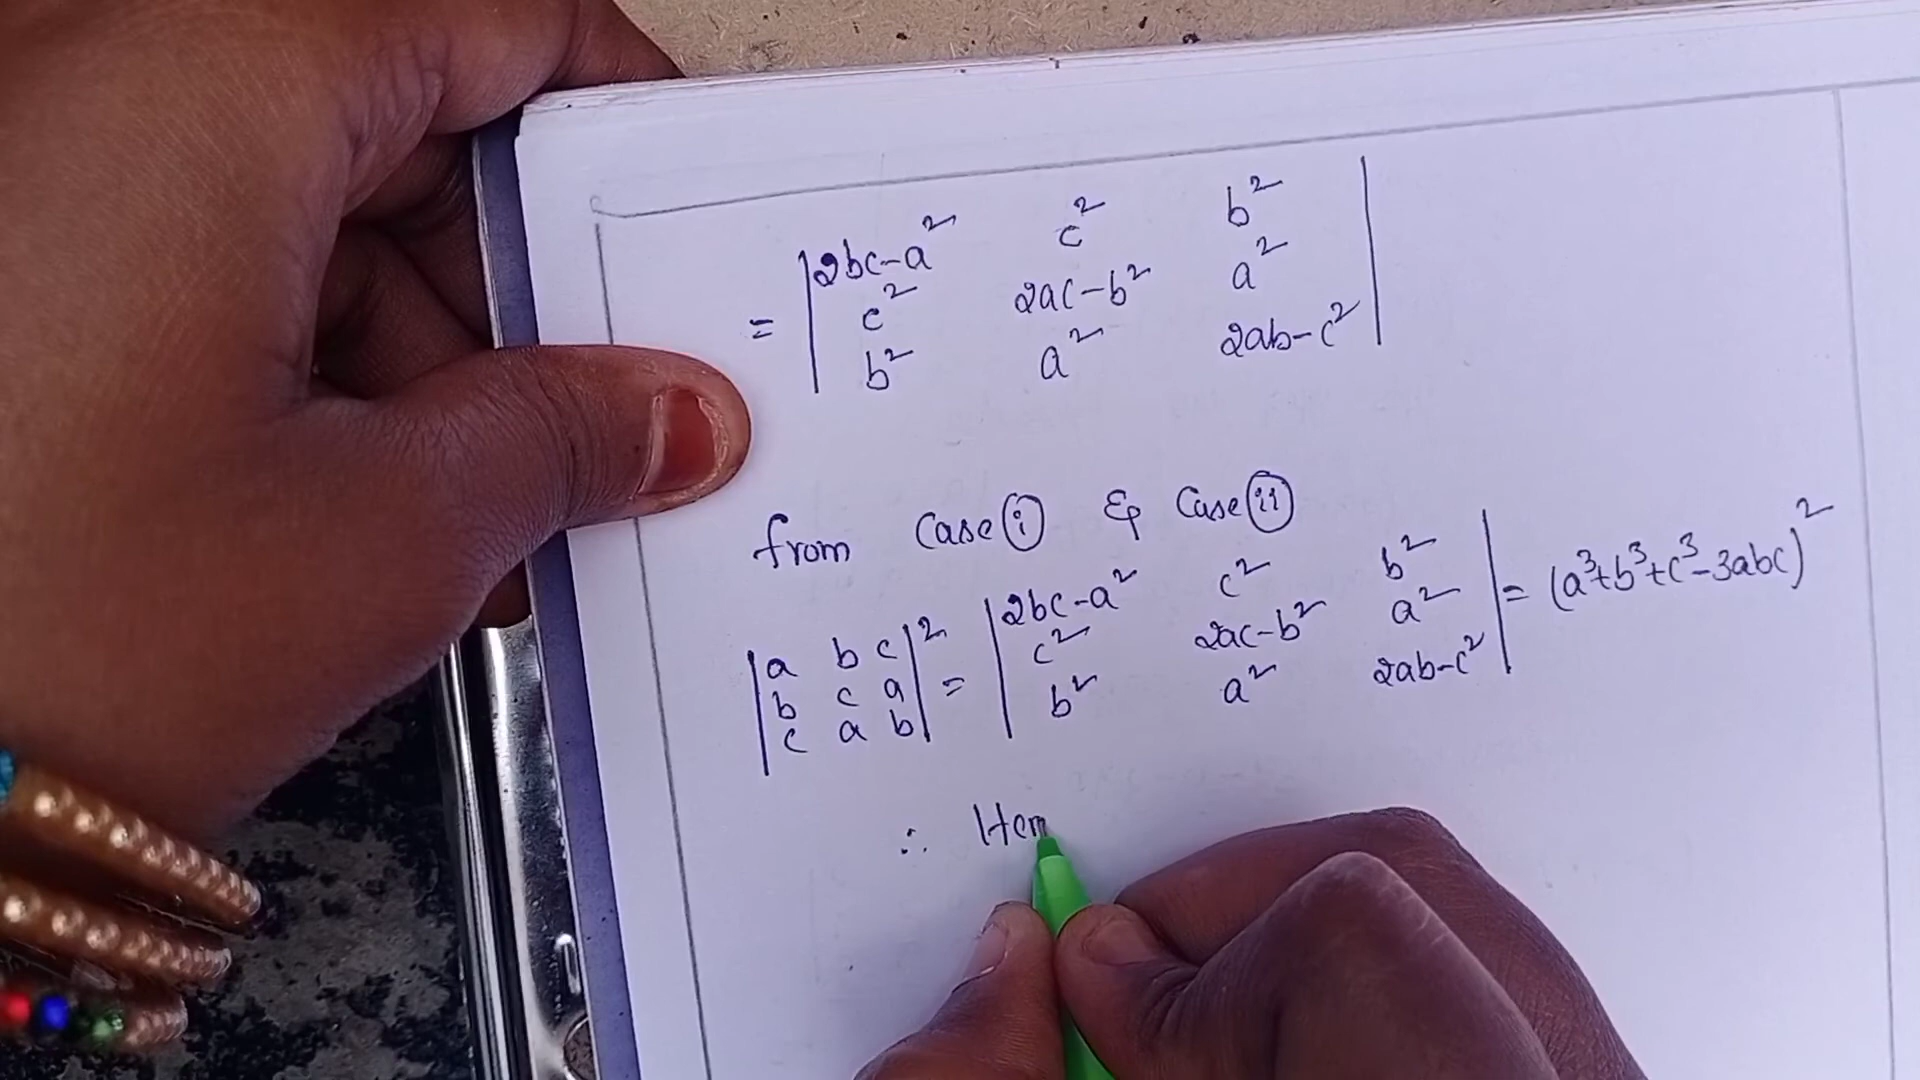 = | 2bc-a² c² b² |
| c² 2ac-b² a² |
| b² a² 2ab-c² |
from Case (i) & Case (ii)
| a b c |² = | 2bc-a² c² b² | = (a³+b³+c³-3abc)²
| b c a | | c² 2ac-b² a² |
| c a b | | b² a² 2ab-c² |
∴ Hen